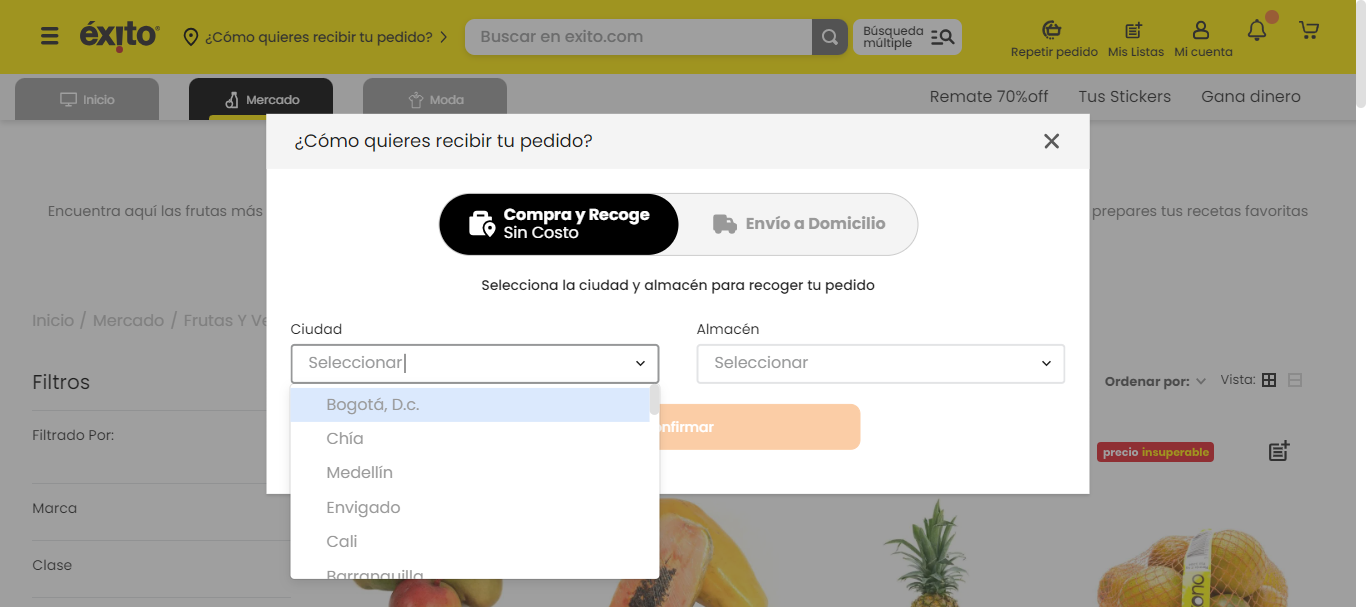 éxito
¿Cómo quieres recibir tu pedido?
Buscar en exito.com
Búsqueda
múltiple
Repetir pedido
Mis Listas
Mi cuenta
Inicio
Mercado
Moda
Remate 70%off
Tus Stickers
Gana dinero
¿Cómo quieres recibir tu pedido?
Compra y Recoge
Sin Costo
Envío a Domicilio
Encuentra aquí las frutas más
prepares tus recetas favoritas
Selecciona la ciudad y almacén para recoger tu pedido
Inicio / Mercado / Frutas Y Ve
Ciudad
Almacén
Seleccionar
Seleccionar
Filtros
Ordenar por:
Vista:
Bogotá, D.c.
Chía
Medellín
Envigado
Cali
Barranquilla
onfirmar
Filtrado Por:
precio insuperable
Marca
Clase